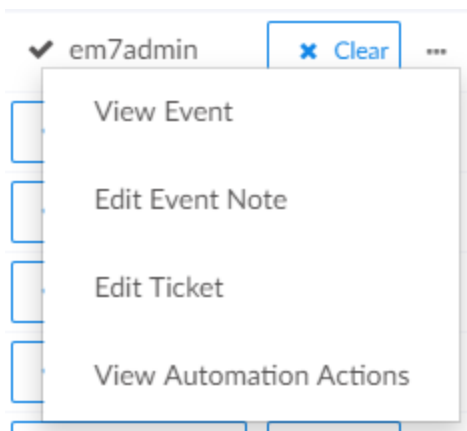 em7admin Clear
View Event
Edit Event Note
Edit Ticket
View Automation Actions